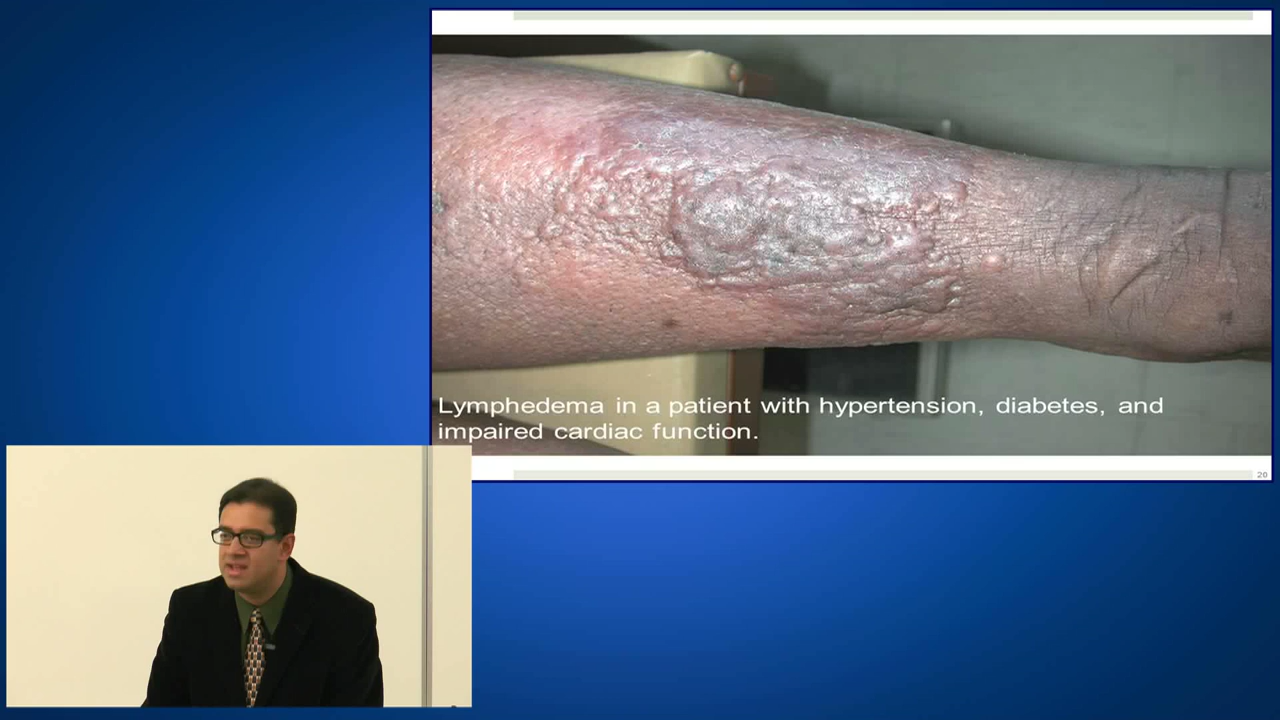 Lymphedema in a patient with hypertension, diabetes, and
impaired cardiac function.
20